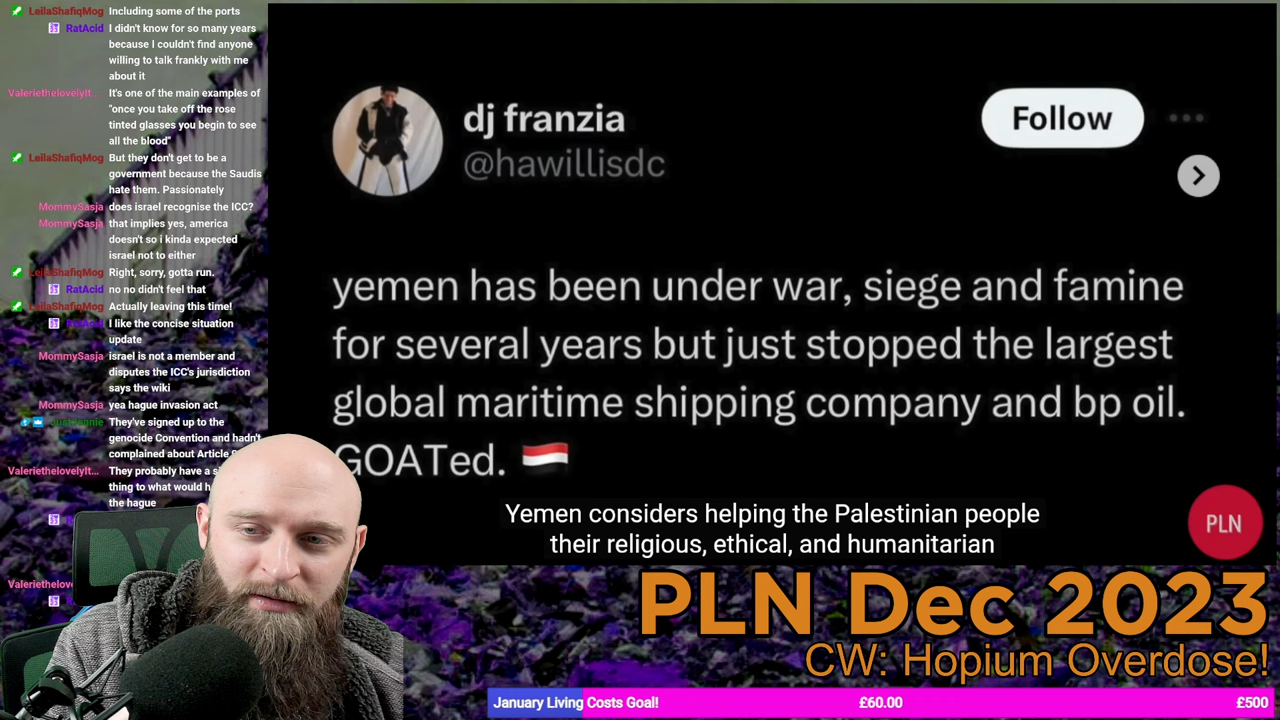 LeilaShafiqMog Including some of the ports
RatAcid I didn't know for so many years
because I couldn't find anyone
willing to talk frankly with me
about it
Valeriethelovelyit... It's one of the main examples of
"once you take off the rose
tinted glasses you begin to see
all the blood"
LeilaShafiqMog But they don't get to be a
government because the Saudis
hate them. Passionately
MommySasja does israel recognise the ICC?
MommySasja that implies yes, america
doesn't so i kinda expected
israel not to either
LeilaShafiqMog Right, sorry, gotta run.
RatAcid no no didn't feel that
LeilaShafiqMog Actually leaving this time!
RatAcid I like the concise situation
update
MommySasja israel is not a member and
disputes the ICC's jurisdiction
says the wiki
MommySasja yea hague invasion act
They've signed up to the
genocide Convention and hadn't
complained about Article
Valeriethelovelyit... They probably have a
thing to what would
the hague
dj franzia
@hawillisdc
Follow
yemen has been under war, siege and famine
for several years but just stopped the largest
global maritime shipping company and bp oil.
GOATed.
Yemen considers helping the Palestinian people
their religious, ethical, and humanitarian
PLN
PLN Dec 2023
CW: Hopium Overdose!
January Living Costs Goal! £60.00 £500